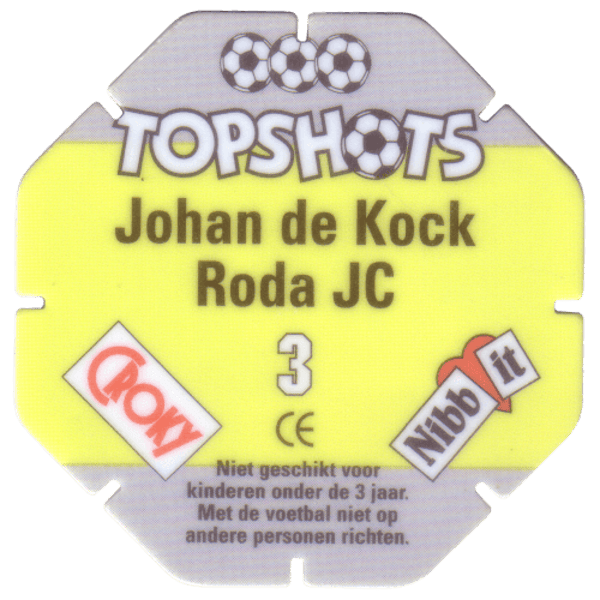 TOPSHOTS
Johan de Kock
Roda JC
3
CROKY
Nibb it
CE
Niet geschikt voor
kinderen onder de 3 jaar.
Met de voetbal niet op
andere personen richten.